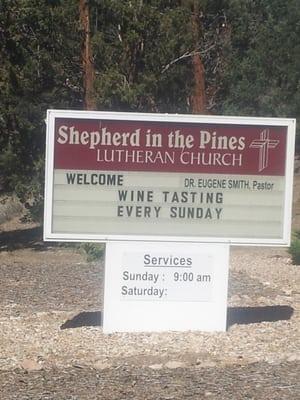 Shepherd in the Pines
LUTHERAN CHURCH
WELCOME DR. EUGENE SMITH, Pastor
WINE TASTING
EVERY SUNDAY
Services
Sunday : 9:00 am
Saturday: